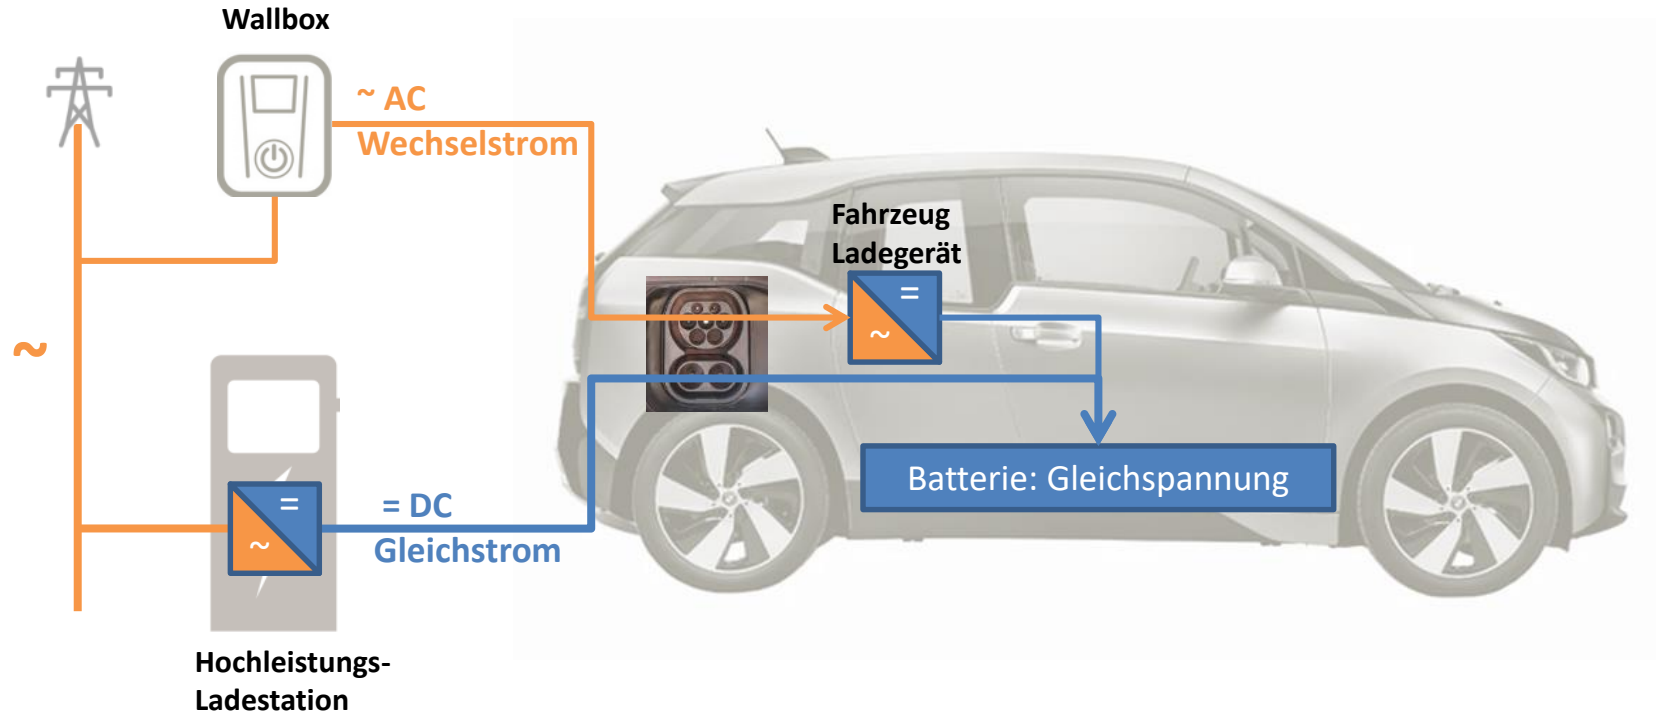 Wallbox
~ AC
Wechselstrom
Fahrzeug
Ladegerät
=
~
~
Batterie: Gleichspannung
=
~
= DC
Gleichstrom
Hochleistungs-
Ladestation